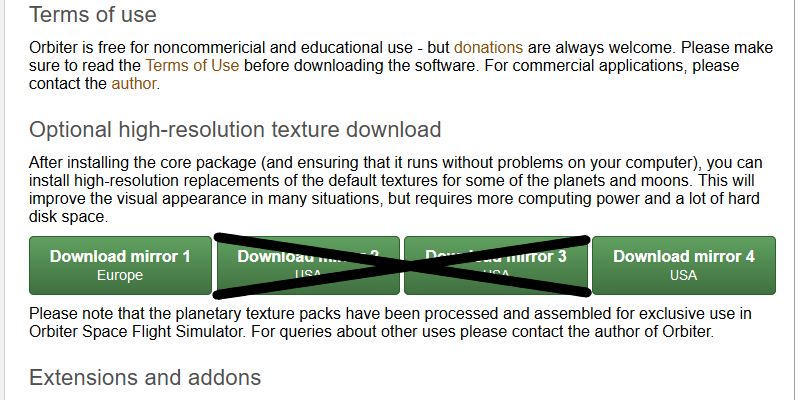 Terms of use
Orbiter is free for noncommericial and educational use - but donations are always welcome. Please make
sure to read the Terms of Use before downloading the software. For commercial applications, please
contact the author.
Optional high-resolution texture download
After installing the core package (and ensuring that it runs without problems on your computer), you can
install high-resolution replacements of the default textures for some of the planets and moons. This will
improve the visual appearance in many situations, but requires more computing power and a lot of hard
disk space.
Download mirror 1 Download mirror 2 Download mirror 3 Download mirror 4
Europe USA USA USA
Please note that the planetary texture packs have been processed and assembled for exclusive use in
Orbiter Space Flight Simulator. For queries about other uses please contact the author of Orbiter.
Extensions and addons